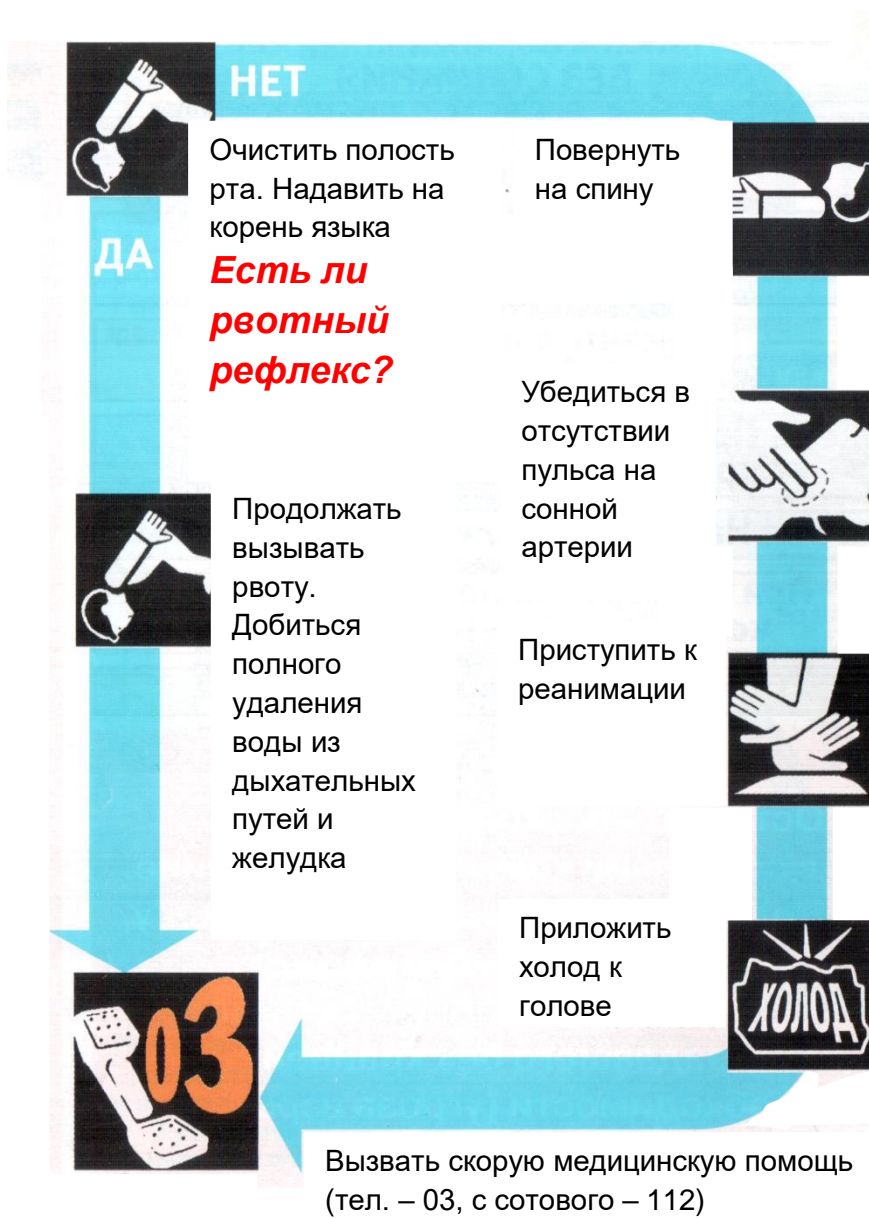 НЕТ
Очистить полость
рта. Надавить на
корень языка
Есть ли
рвотный
рефлекс?
ДА
Продолжать
вызывать
рвоту.
Добиться
полного
удаления
воды из
дыхательных
путей и
желудка
Повернуть
на спину
Убедиться в
отсутствии
пульса на
сонной
артерии
Приступить к
реанимации
Приложить
холод к
голове
ХОЛОД
03
Вызвать скорую медицинскую помощь
(тел. – 03, с сотового – 112)